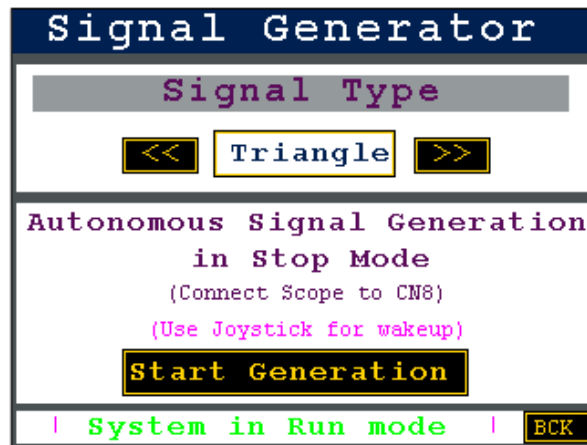 Signal Generator
Signal Type
<< Triangle >>
Autonomous Signal Generation
in Stop Mode
(Connect Scope to CN8)
(Use Joystick for wakeup)
Start Generation
| System in Run mode | BCK